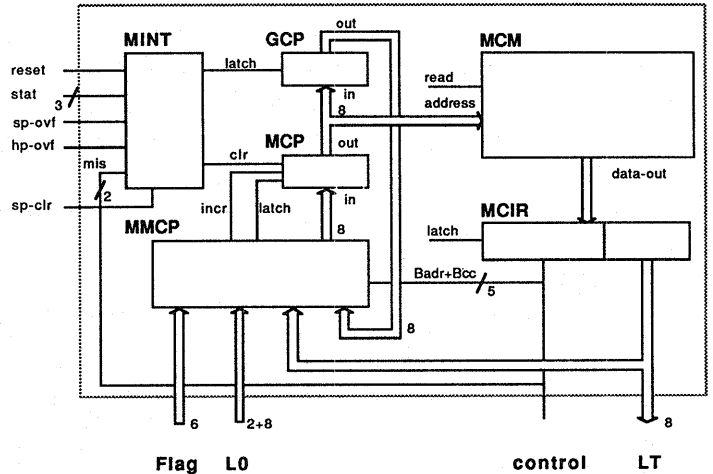 out
MINT
GCP
MCM
reset
latch
read
stat
in
3
8
address
sp-ovf
hp-ovf
MCP
out
mis
clr
data-out
2
in
sp-clr
incr
latch
MCIR
MMCP
8
latch
Badr+Bcc
5
8
6
2+8
8
Flag
L0
control
LT